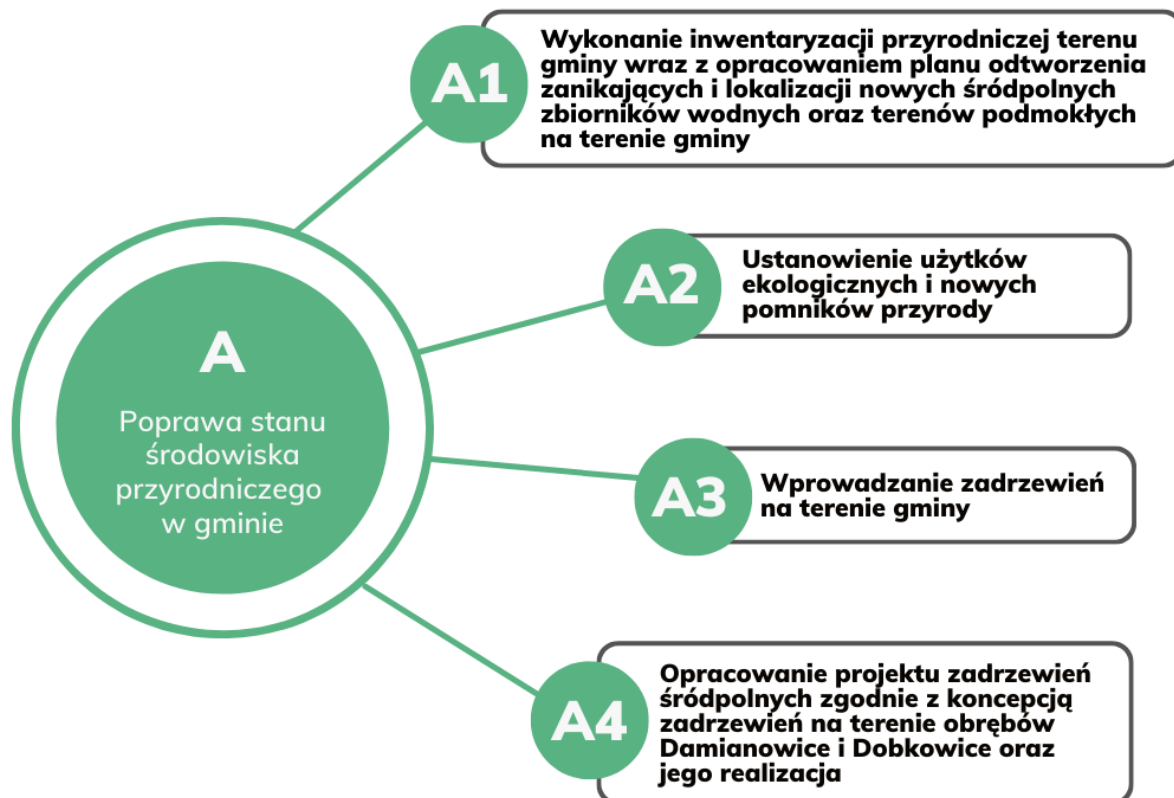 A1
Wykonanie inwentaryzacji przyrodniczej terenu
gminy wraz z opracowaniem planu odtworzenia
zanikających i lokalizacji nowych śródpolnych
zbiorników wodnych oraz terenów podmokłych
na terenie gminy
A2
Ustanowienie użytków
ekologicznych i nowych
pomników przyrody
A
Poprawa stanu
środowiska
przyrodniczego
w gminie
A3
Wprowadzanie zadrzewień
na terenie gminy
A4
Opracowanie projektu zadrzewień
śródpolnych zgodnie z koncepcją
zadrzewień na terenie obrębów
Damianowice i Dobkowice oraz
jego realizacja